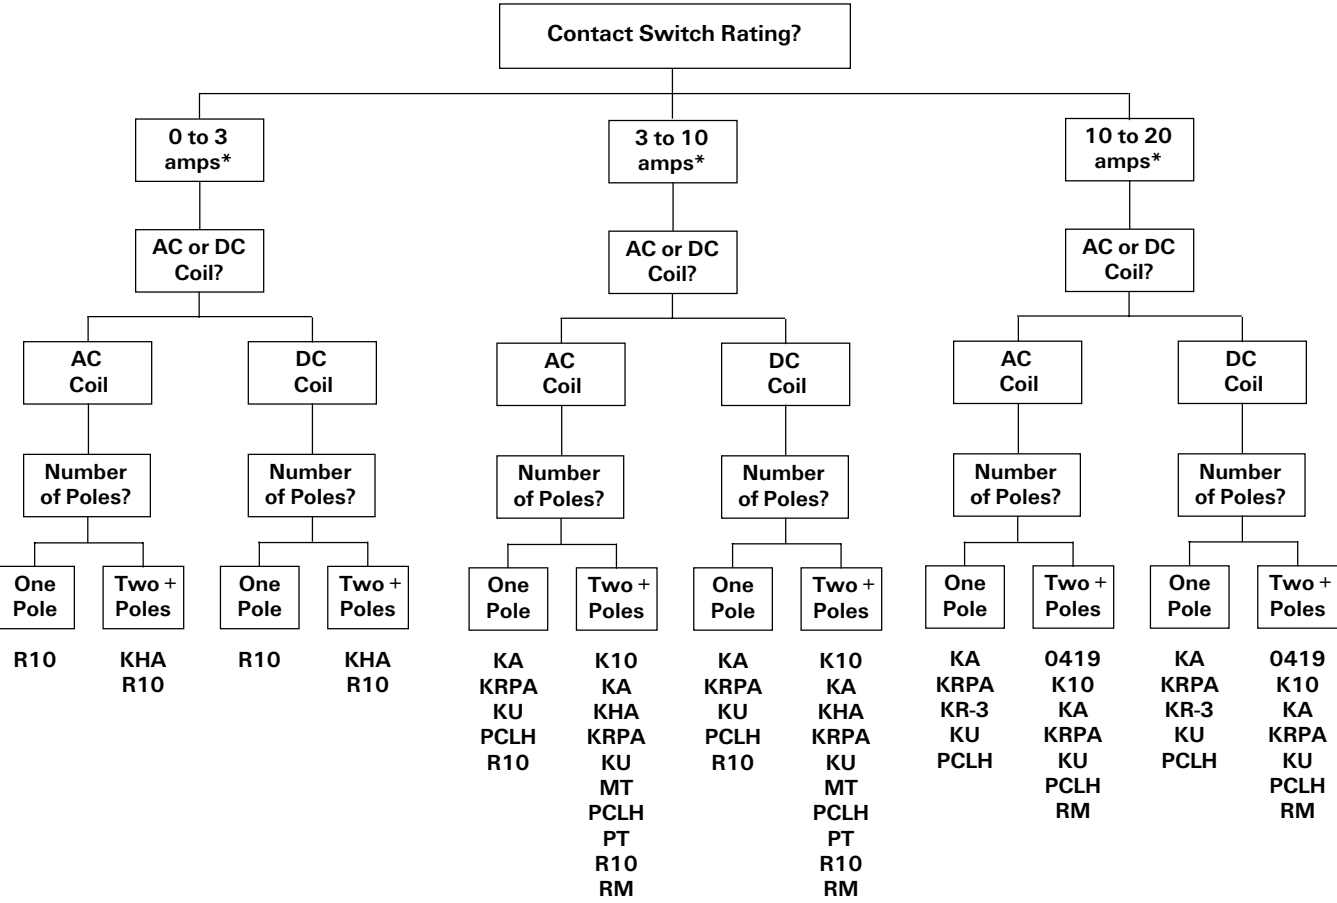 Contact Switch Rating?
0 to 3
amps*
3 to 10
amps*
10 to 20
amps*
AC or DC
Coil?
AC or DC
Coil?
AC or DC
Coil?
AC
Coil
DC
Coil
AC
Coil
DC
Coil
AC
Coil
DC
Coil
Number
of Poles?
Number
of Poles?
Number
of Poles?
Number
of Poles?
Number
of Poles?
Number
of Poles?
One
Pole
Two +
Poles
One
Pole
Two +
Poles
One
Pole
Two +
Poles
One
Pole
Two +
Poles
One
Pole
Two +
Poles
One
Pole
Two +
Poles
R10
KHA
R10
R10
KHA
R10
KA
KRPA
KU
PCLH
R10
K10
KA
KHA
KRPA
KU
MT
PCLH
PT
R10
RM
KA
KRPA
KU
PCLH
R10
K10
KA
KHA
KRPA
KU
MT
PCLH
PT
R10
RM
KA
KRPA
KR-3
KU
PCLH
0419
K10
KA
KRPA
KU
PCLH
RM
KA
KRPA
KR-3
KU
PCLH
0419
K10
KA
KRPA
KU
PCLH
RM